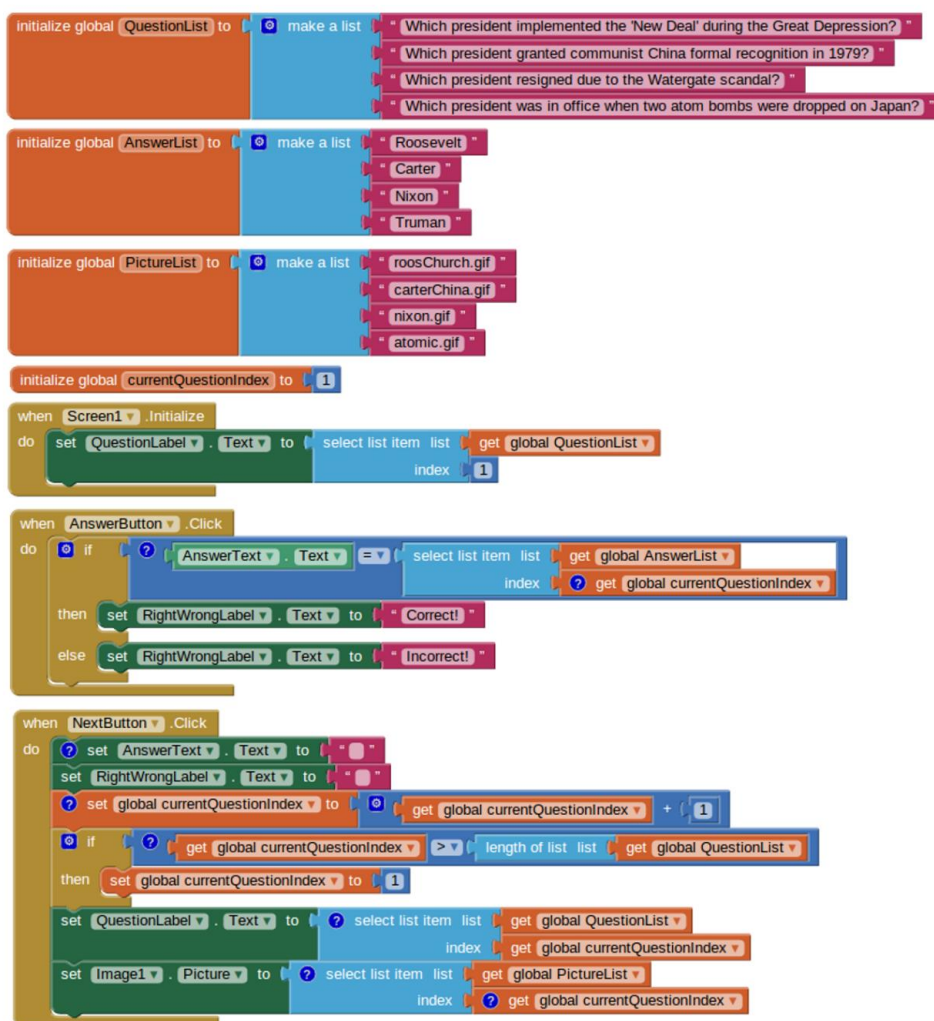 initialize global QuestionList to make a list " Which president implemented the 'New Deal' during the Great Depression? "
" Which president granted communist China formal recognition in 1979? "
" Which president resigned due to the Watergate scandal? "
" Which president was in office when two atom bombs were dropped on Japan? "
initialize global AnswerList to make a list " Roosevelt "
" Carter "
" Nixon "
" Truman "
initialize global PictureList to make a list " roosChurch.gif "
" carterChina.gif "
" nixon.gif "
" atomic.gif "
initialize global currentQuestionIndex to 1
when Screen1 .Initialize
do set QuestionLabel . Text to select list item list get global QuestionList
index 1
when AnswerButton .Click
do if ? AnswerText . Text = select list item list get global AnswerList
index ? get global currentQuestionIndex
then set RightWrongLabel . Text to " Correct! "
else set RightWrongLabel . Text to " Incorrect! "
when NextButton .Click
do ? set AnswerText . Text to " "
set RightWrongLabel . Text to " "
? set global currentQuestionIndex to get global currentQuestionIndex + 1
if ? get global currentQuestionIndex > length of list list get global QuestionList
then set global currentQuestionIndex to 1
set QuestionLabel . Text to ? select list item list get global QuestionList
index get global currentQuestionIndex
set Image1 . Picture to ? select list item list get global PictureList
index ? get global currentQuestionIndex